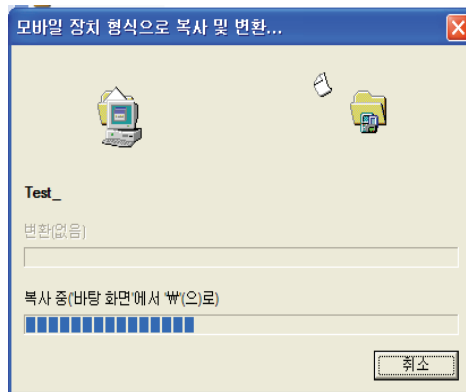 모바일 장치 형식으로 복사 및 변환...
Test_
변환(없음)
복사 중('바탕 화면'에서 '₩'(으)로)
취소